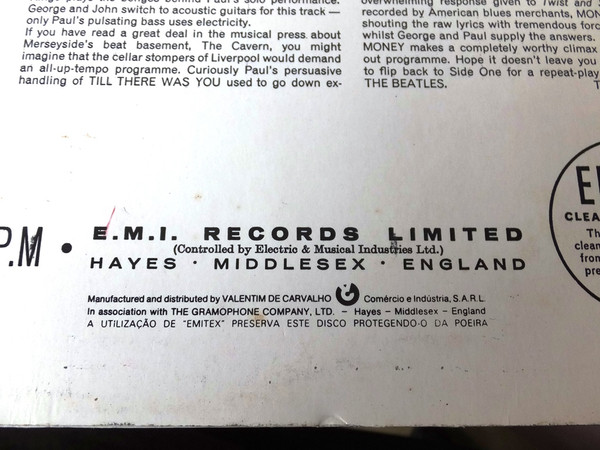 George and John switch to acoustic guitars for this track —
only Paul's pulsating bass uses electricity.
If you have read a great deal in the musical press about
Merseyside's beat basement, The Cavern, you might
imagine that the cellar stompers of Liverpool would demand
an all-up-tempo programme. Curiously Paul's persuasive
handling of TILL THERE WAS YOU used to go down ex-
overwhelming response given to Twist and
recorded by American blues merchants, MON
shouting the raw lyrics with tremendous forc
whilst George and Paul supply the answers.
MONEY makes a completely worthy climax
out programme. Hope it doesn't leave you
to flip back to Side One for a repeat-play
THE BEATLES.
P.M •
E.M.I. RECORDS LIMITED
(Controlled by Electric & Musical Industries Ltd.)
HAYES · MIDDLESEX · ENGLAND
Manufactured and distributed by VALENTIM DE CARVALHO Comércio e Indústria, S.A.R.L.
In association with THE GRAMOPHONE COMPANY, LTD. – Hayes – Middlesex – England
A UTILIZAÇÃO DE "EMITEX" PRESERVA ESTE DISCO PROTEGENDO-O DA POEIRA
E
CLEA
Th
clean
from
pre